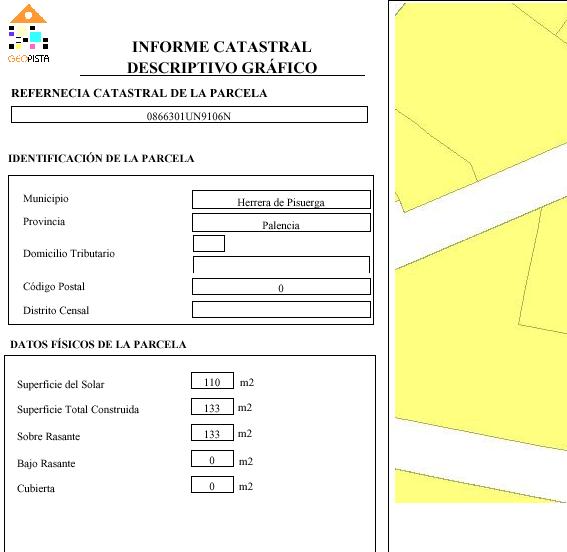 GEOPISTA
INFORME CATASTRAL
DESCRIPTIVO GRÁFICO
REFERNECIA CATASTRAL DE LA PARCELA
0866301UN9106N
IDENTIFICACIÓN DE LA PARCELA
Municipio Herrera de Pisuerga
Provincia Palencia
Domicilio Tributario
Código Postal 0
Distrito Censal
DATOS FÍSICOS DE LA PARCELA
Superficie del Solar 110 m2
Superficie Total Construida 133 m2
Sobre Rasante 133 m2
Bajo Rasante 0 m2
Cubierta 0 m2